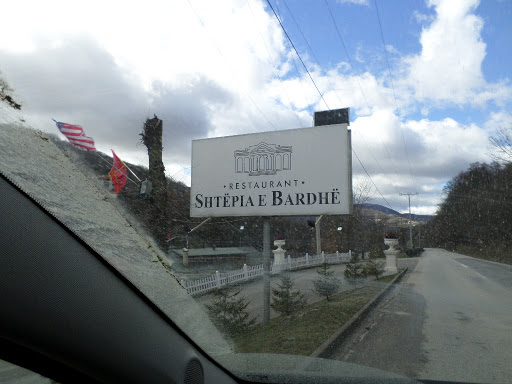 • RESTAURANT •
SHTËPIA E BARDHË